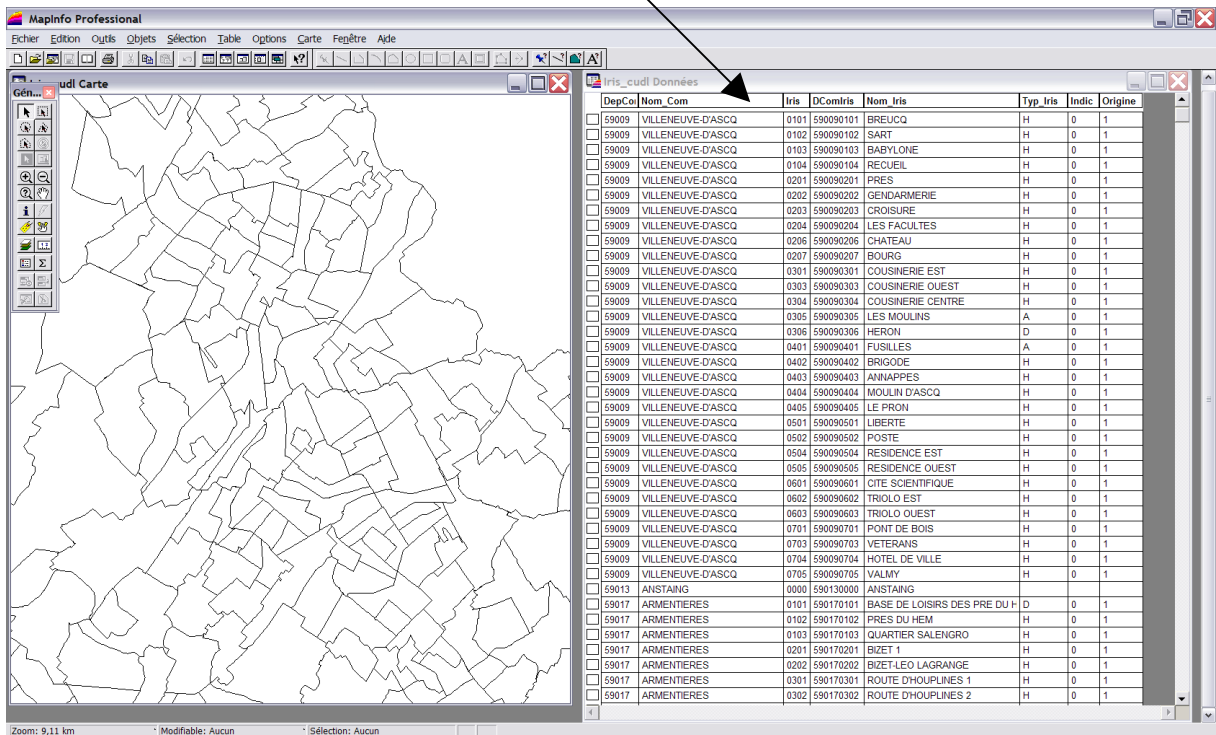 MapInfo Professional
Fichier Edition Outils Objets Sélection Table Options Carte Fenêtre Aide
udl Carte
Gén...
Iris_cudl Données
DepCo Nom_Com Iris DComIris Nom_Iris Typ_Iris Indic Origine
59009 VILLENEUVE-D'ASCQ 0101 590090101 BREUCQ H 0 1
59009 VILLENEUVE-D'ASCQ 0102 590090102 SART H 0 1
59009 VILLENEUVE-D'ASCQ 0103 590090103 BABYLONE H 0 1
59009 VILLENEUVE-D'ASCQ 0104 590090104 RECUEIL H 0 1
59009 VILLENEUVE-D'ASCQ 0201 590090201 PRES H 0 1
59009 VILLENEUVE-D'ASCQ 0202 590090202 GENDARMERIE H 0 1
59009 VILLENEUVE-D'ASCQ 0203 590090203 CROISURE H 0 1
59009 VILLENEUVE-D'ASCQ 0204 590090204 LES FACULTES H 0 1
59009 VILLENEUVE-D'ASCQ 0206 590090206 CHATEAU H 0 1
59009 VILLENEUVE-D'ASCQ 0207 590090207 BOURG H 0 1
59009 VILLENEUVE-D'ASCQ 0301 590090301 COUSINERIE EST H 0 1
59009 VILLENEUVE-D'ASCQ 0303 590090303 COUSINERIE OUEST H 0 1
59009 VILLENEUVE-D'ASCQ 0304 590090304 COUSINERIE CENTRE H 0 1
59009 VILLENEUVE-D'ASCQ 0305 590090305 LES MOULINS A 0 1
59009 VILLENEUVE-D'ASCQ 0306 590090306 HERON D 0 1
59009 VILLENEUVE-D'ASCQ 0401 590090401 FUSILLES A 0 1
59009 VILLENEUVE-D'ASCQ 0402 590090402 BRIGODE H 0 1
59009 VILLENEUVE-D'ASCQ 0403 590090403 ANNAPPES H 0 1
59009 VILLENEUVE-D'ASCQ 0404 590090404 MOULIN D'ASCQ H 0 1
59009 VILLENEUVE-D'ASCQ 0405 590090405 LE PRON H 0 1
59009 VILLENEUVE-D'ASCQ 0501 590090501 LIBERTE H 0 1
59009 VILLENEUVE-D'ASCQ 0502 590090502 POSTE H 0 1
59009 VILLENEUVE-D'ASCQ 0504 590090504 RESIDENCE EST H 0 1
59009 VILLENEUVE-D'ASCQ 0505 590090505 RESIDENCE OUEST H 0 1
59009 VILLENEUVE-D'ASCQ 0601 590090601 CITE SCIENTIFIQUE H 0 1
59009 VILLENEUVE-D'ASCQ 0602 590090602 TRIOLO EST H 0 1
59009 VILLENEUVE-D'ASCQ 0603 590090603 TRIOLO OUEST H 0 1
59009 VILLENEUVE-D'ASCQ 0701 590090701 PONT DE BOIS H 0 1
59009 VILLENEUVE-D'ASCQ 0703 590090703 VETERANS H 0 1
59009 VILLENEUVE-D'ASCQ 0704 590090704 HOTEL DE VILLE H 0 1
59009 VILLENEUVE-D'ASCQ 0705 590090705 VALMY H 0 1
59013 ANSTAING 0000 590130000 ANSTAING
59017 ARMENTIERES 0101 590170101 BASE DE LOISIRS DES PRE DU H D 0 1
59017 ARMENTIERES 0102 590170102 PRES DU HEM H 0 1
59017 ARMENTIERES 0103 590170103 QUARTIER SALENGRO H 0 1
59017 ARMENTIERES 0201 590170201 BIZET 1 H 0 1
59017 ARMENTIERES 0202 590170202 BIZET-LEO LAGRANGE H 0 1
59017 ARMENTIERES 0301 590170301 ROUTE D'HOUPLINES 1 H 0 1
59017 ARMENTIERES 0302 590170302 ROUTE D'HOUPLINES 2 H 0 1
Zoom: 9,11 km Modifiable: Aucun Sélection: Aucun